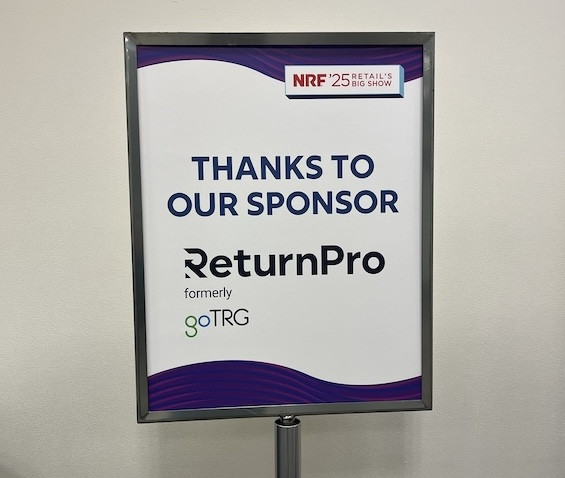 NRF '25 RETAIL'S
BIG SHOW
THANKS TO
OUR SPONSOR
ReturnPro
formerly
goTRG